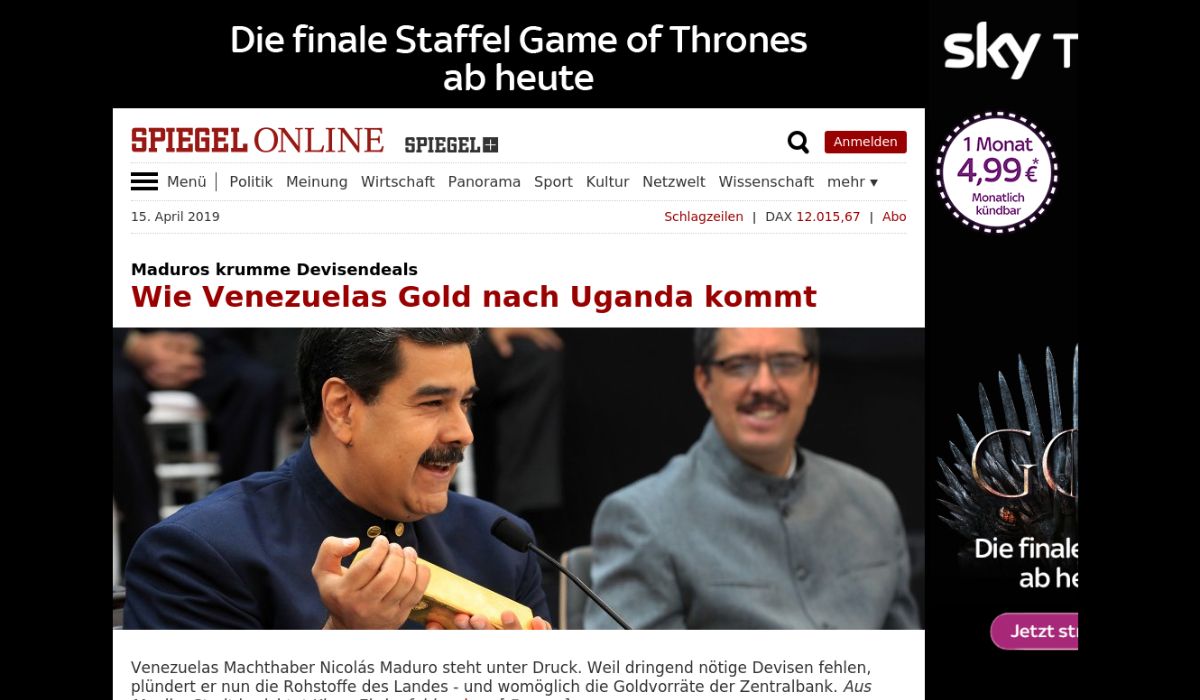 Die finale Staffel Game of Thrones
ab heute
sky
1 Monat
4,99€*
Monatlich
kündbar
SPIEGEL ONLINE SPIEGEL+
Anmelden
Menü Politik Meinung Wirtschaft Panorama Sport Kultur Netzwelt Wissenschaft mehr ▾
15. April 2019
Schlagzeilen | DAX 12.015,67 | Abo
Maduros krumme Devisendeals
Wie Venezuelas Gold nach Uganda kommt
Die finale
ab he
Jetzt str
Venezuelas Machthaber Nicolás Maduro steht unter Druck. Weil dringend nötige Devisen fehlen,
plündert er nun die Rohstoffe des Landes - und womöglich die Goldvorräte der Zentralbank. Aus